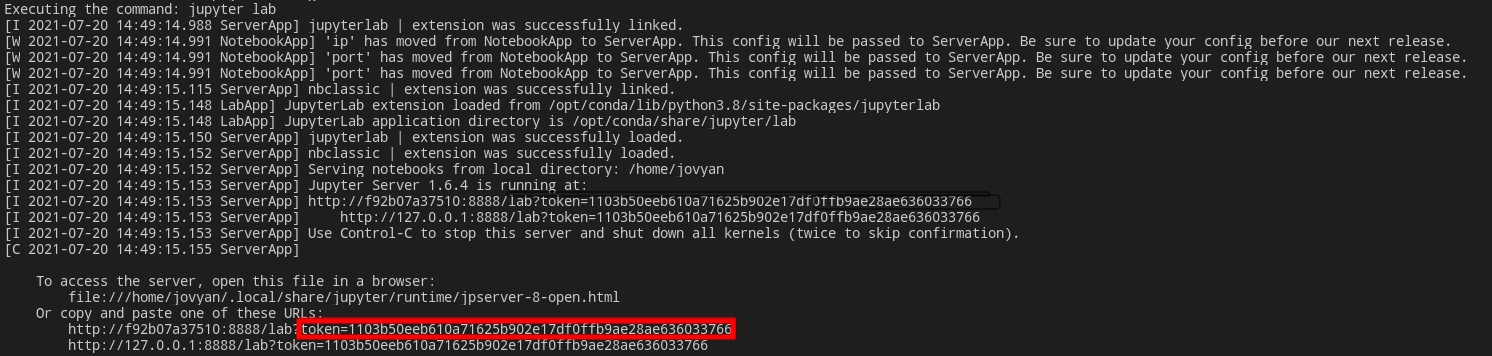 Executing the command: jupyter lab
[I 2021-07-20 14:49:14.988 ServerApp] jupyterlab | extension was successfully linked.
[W 2021-07-20 14:49:14.991 NotebookApp] 'ip' has moved from NotebookApp to ServerApp. This config will be passed to ServerApp. Be sure to update your config before our next release.
[W 2021-07-20 14:49:14.991 NotebookApp] 'port' has moved from NotebookApp to ServerApp. This config will be passed to ServerApp. Be sure to update your config before our next release.
[W 2021-07-20 14:49:14.991 NotebookApp] 'port' has moved from NotebookApp to ServerApp. This config will be passed to ServerApp. Be sure to update your config before our next release.
[I 2021-07-20 14:49:15.115 ServerApp] nbclassic | extension was successfully linked.
[I 2021-07-20 14:49:15.148 LabApp] JupyterLab extension loaded from /opt/conda/lib/python3.8/site-packages/jupyterlab
[I 2021-07-20 14:49:15.148 LabApp] JupyterLab application directory is /opt/conda/share/jupyter/lab
[I 2021-07-20 14:49:15.150 ServerApp] jupyterlab | extension was successfully loaded.
[I 2021-07-20 14:49:15.152 ServerApp] nbclassic | extension was successfully loaded.
[I 2021-07-20 14:49:15.152 ServerApp] Serving notebooks from local directory: /home/jovyan
[I 2021-07-20 14:49:15.153 ServerApp] Jupyter Server 1.6.4 is running at:
[I 2021-07-20 14:49:15.153 ServerApp] http://f92b07a37510:8888/lab?token=1103b50eeb610a71625b902e17df0ffb9ae28ae636033766
[I 2021-07-20 14:49:15.153 ServerApp]     http://127.0.0.1:8888/lab?token=1103b50eeb610a71625b902e17df0ffb9ae28ae636033766
[I 2021-07-20 14:49:15.153 ServerApp] Use Control-C to stop this server and shut down all kernels (twice to skip confirmation).
[C 2021-07-20 14:49:15.155 ServerApp]
    To access the server, open this file in a browser:
        file:///home/jovyan/.local/share/jupyter/runtime/jpserver-8-open.html
    Or copy and paste one of these URLs:
        http://f92b07a37510:8888/lab?token=1103b50eeb610a71625b902e17df0ffb9ae28ae636033766
        http://127.0.0.1:8888/lab?token=1103b50eeb610a71625b902e17df0ffb9ae28ae636033766